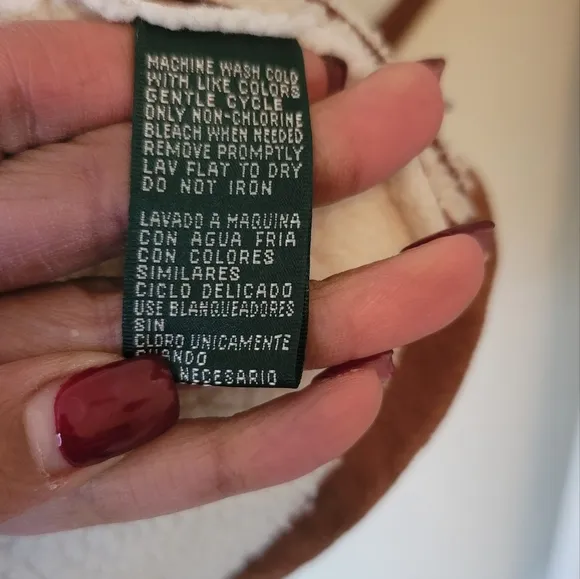 MACHINE WASH COLD
WITH LIKE COLORS
GENTLE CYCLE
ONLY NON-CHLORINE
BLEACH WHEN NEEDED
REMOVE PROMPTLY
LAV FLAT TO DRY
DO NOT IRON
LAVADO A MAQUINA
CON AGUA FRIA
CON COLORES
SIMILARES
CICLO DELICADO
USE BLANQUEADORES
SIN
CLORO UNICAMENTE
CUANDO
NECESARIO